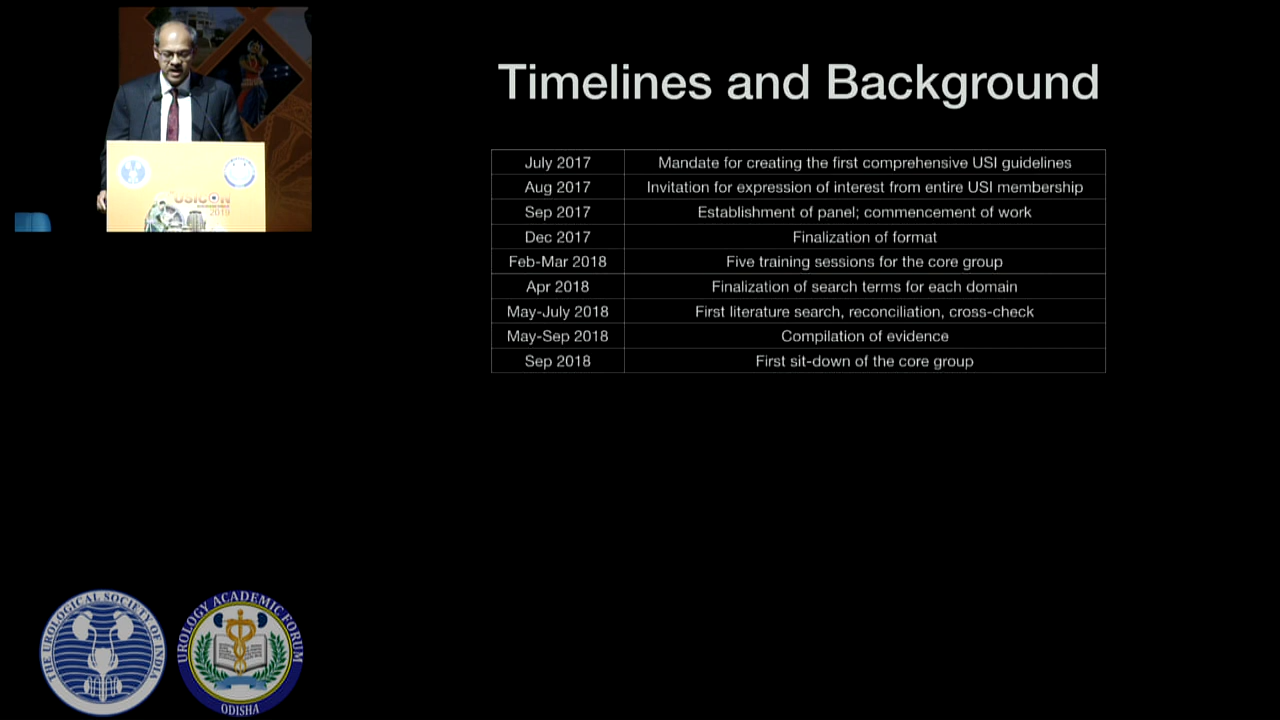 Timelines and Background
July 2017 Mandate for creating the first comprehensive USI guidelines
Aug 2017 Invitation for expression of interest from entire USI membership
Sep 2017 Establishment of panel; commencement of work
Dec 2017 Finalization of format
Feb-Mar 2018 Five training sessions for the core group
Apr 2018 Finalization of search terms for each domain
May-July 2018 First literature search, reconciliation, cross-check
May-Sep 2018 Compilation of evidence
Sep 2018 First sit-down of the core group
USICON
2019
THE UROLOGICAL SOCIETY OF INDIA
UROLOGY ACADEMIC FORUM
ODISHA